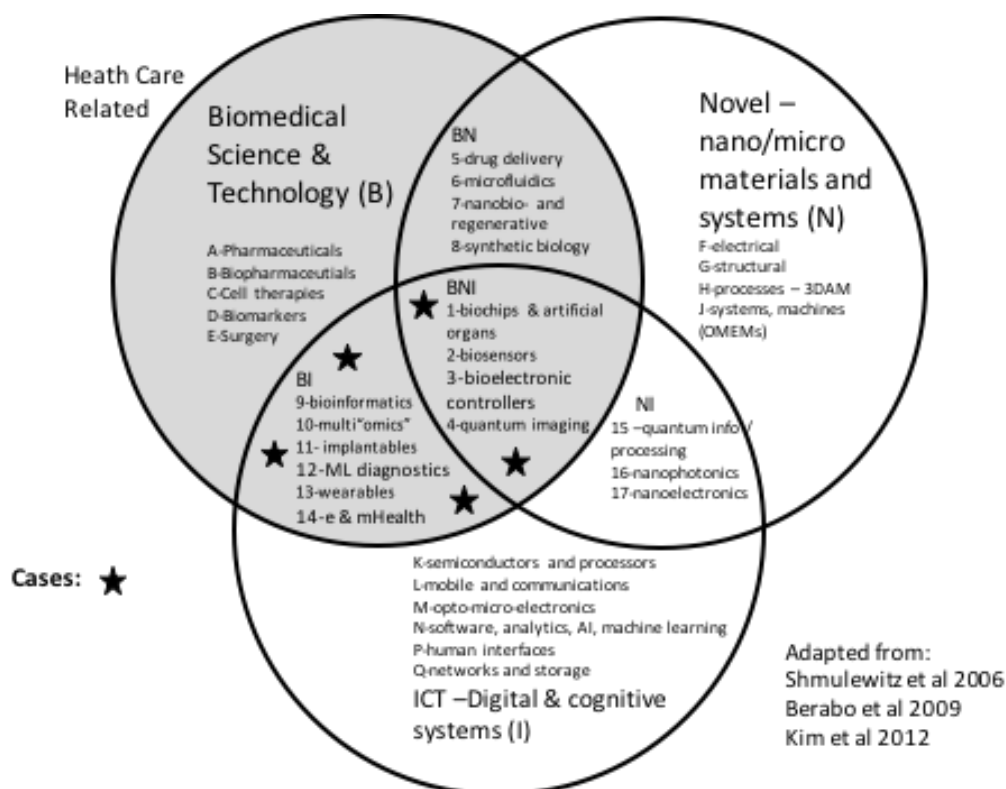 Heath Care
Related
Biomedical
Science &
Technology (B)
A-Pharmaceuticals
B-Biopharmaceutials
C-Cell therapies
D-Biomarkers
E-Surgery
BN
5-drug delivery
6-microfluidics
7-nanobio- and
regenerative
8-synthetic biology
Novel –
nano/micro
materials and
systems (N)
F-electrical
G-structural
H-processes – 3DAM
J-systems, machines
(OMEMs)
BNI
1-biochips & artificial
organs
2-biosensors
3-bioelectronic
controllers
4-quantum imaging
BI
9-bioinformatics
10-multi"omics"
11- implantables
12-ML diagnostics
13-wearables
14-e & mHealth
NI
15 –quantum info /
processing
16-nanophotonics
17-nanoelectronics
Cases:
K-semiconductors and processors
L-mobile and communications
M-opto-micro-electronics
N-software, analytics, AI, machine learning
P-human interfaces
Q-networks and storage
ICT –Digital & cognitive
systems (I)
Adapted from:
Shmulewitz et al 2006
Berabo et al 2009
Kim et al 2012